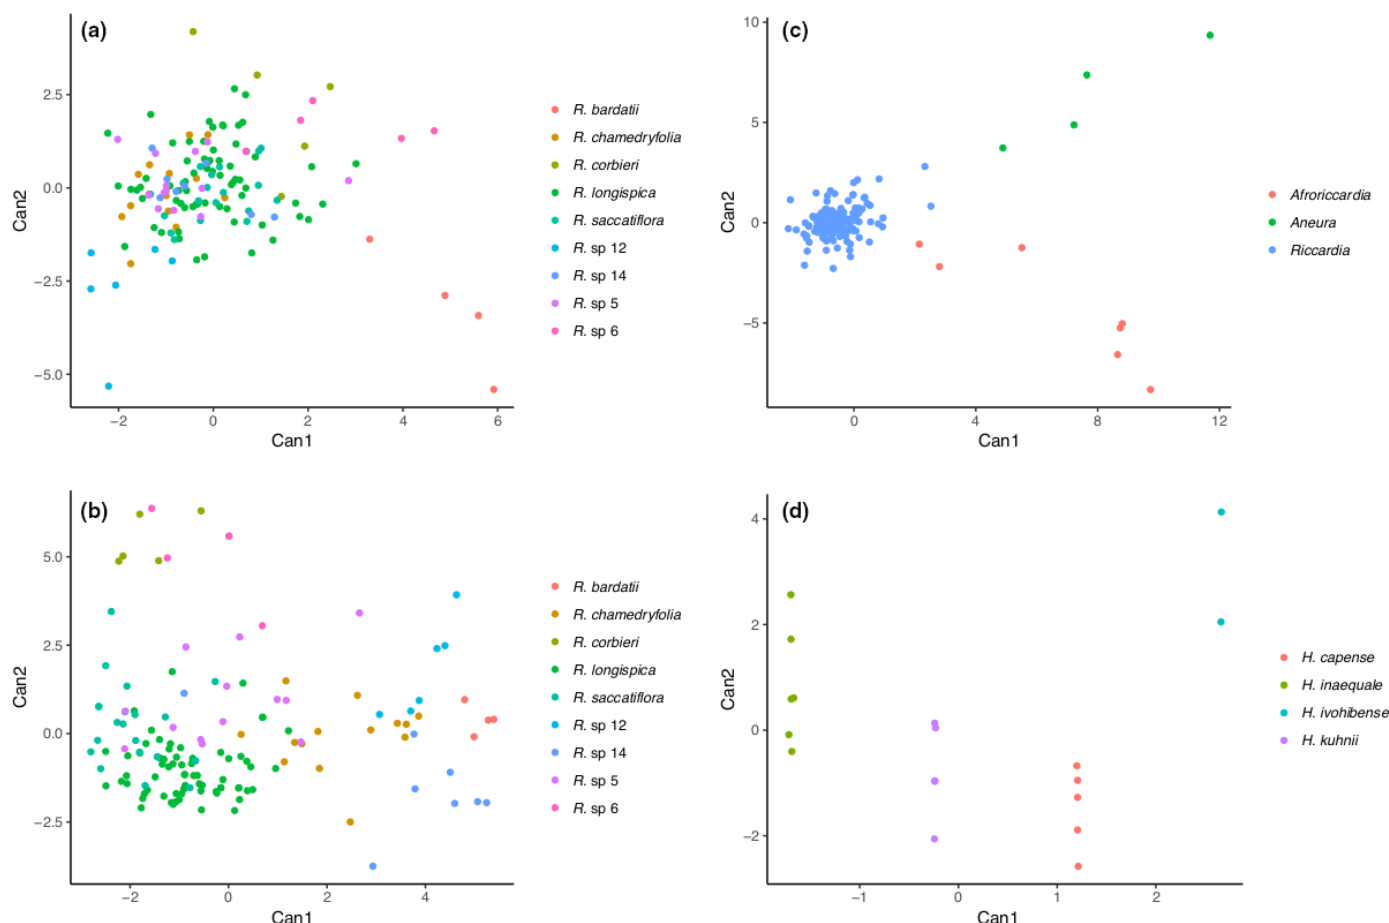 (a)
Can2
2.5
0.0
−2.5
−5.0
−2
0
2
4
6
Can1
R. bardatii
R. chamedryfolia
R. corbieri
R. longispica
R. saccatiflora
R. sp 12
R. sp 14
R. sp 5
R. sp 6
(c)
Can2
10
5
0
−5
0
4
8
12
Can1
Afroriccardia
Aneura
Riccardia
(b)
Can2
5.0
2.5
0.0
−2.5
−2
0
2
4
Can1
R. bardatii
R. chamedryfolia
R. corbieri
R. longispica
R. saccatiflora
R. sp 12
R. sp 14
R. sp 5
R. sp 6
(d)
Can2
4
2
0
−2
−1
0
1
2
Can1
H. capense
H. inaequale
H. ivohibense
H. kuhnii